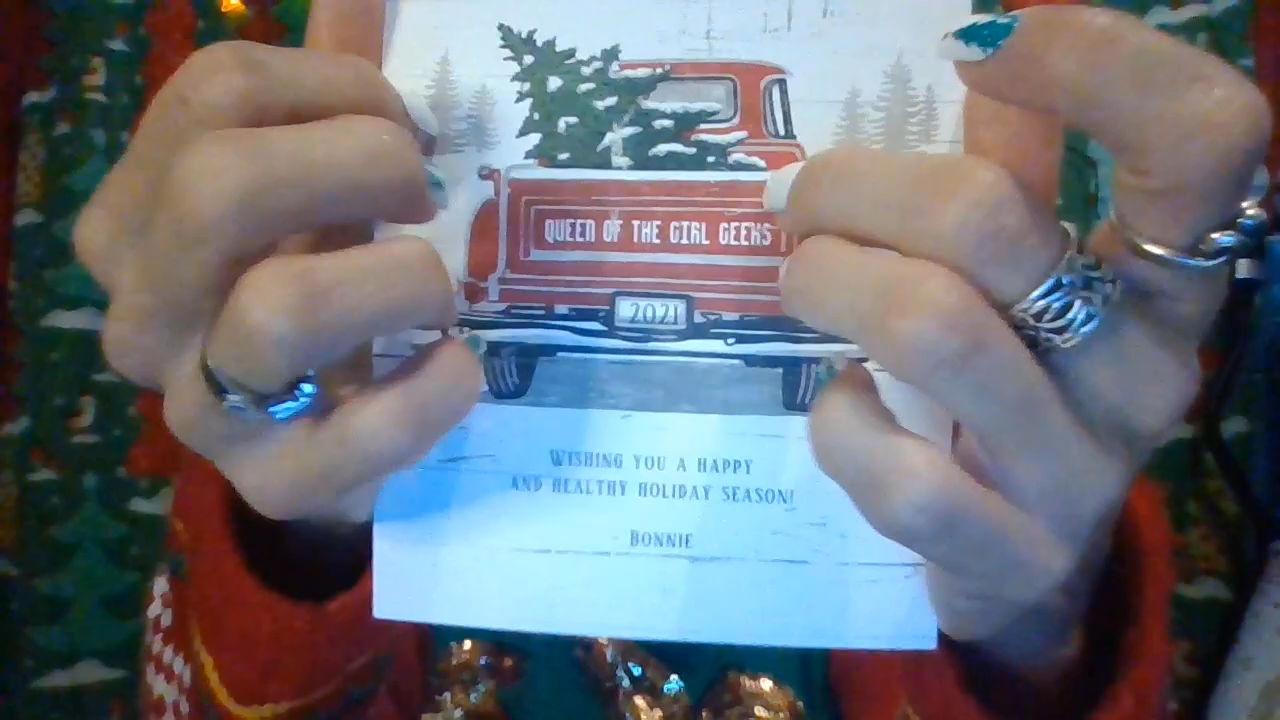 QUEEN OF THE GIRL GEEKS
2021
WISHING YOU A HAPPY
AND HEALTHY HOLIDAY SEASON!
BONNIE